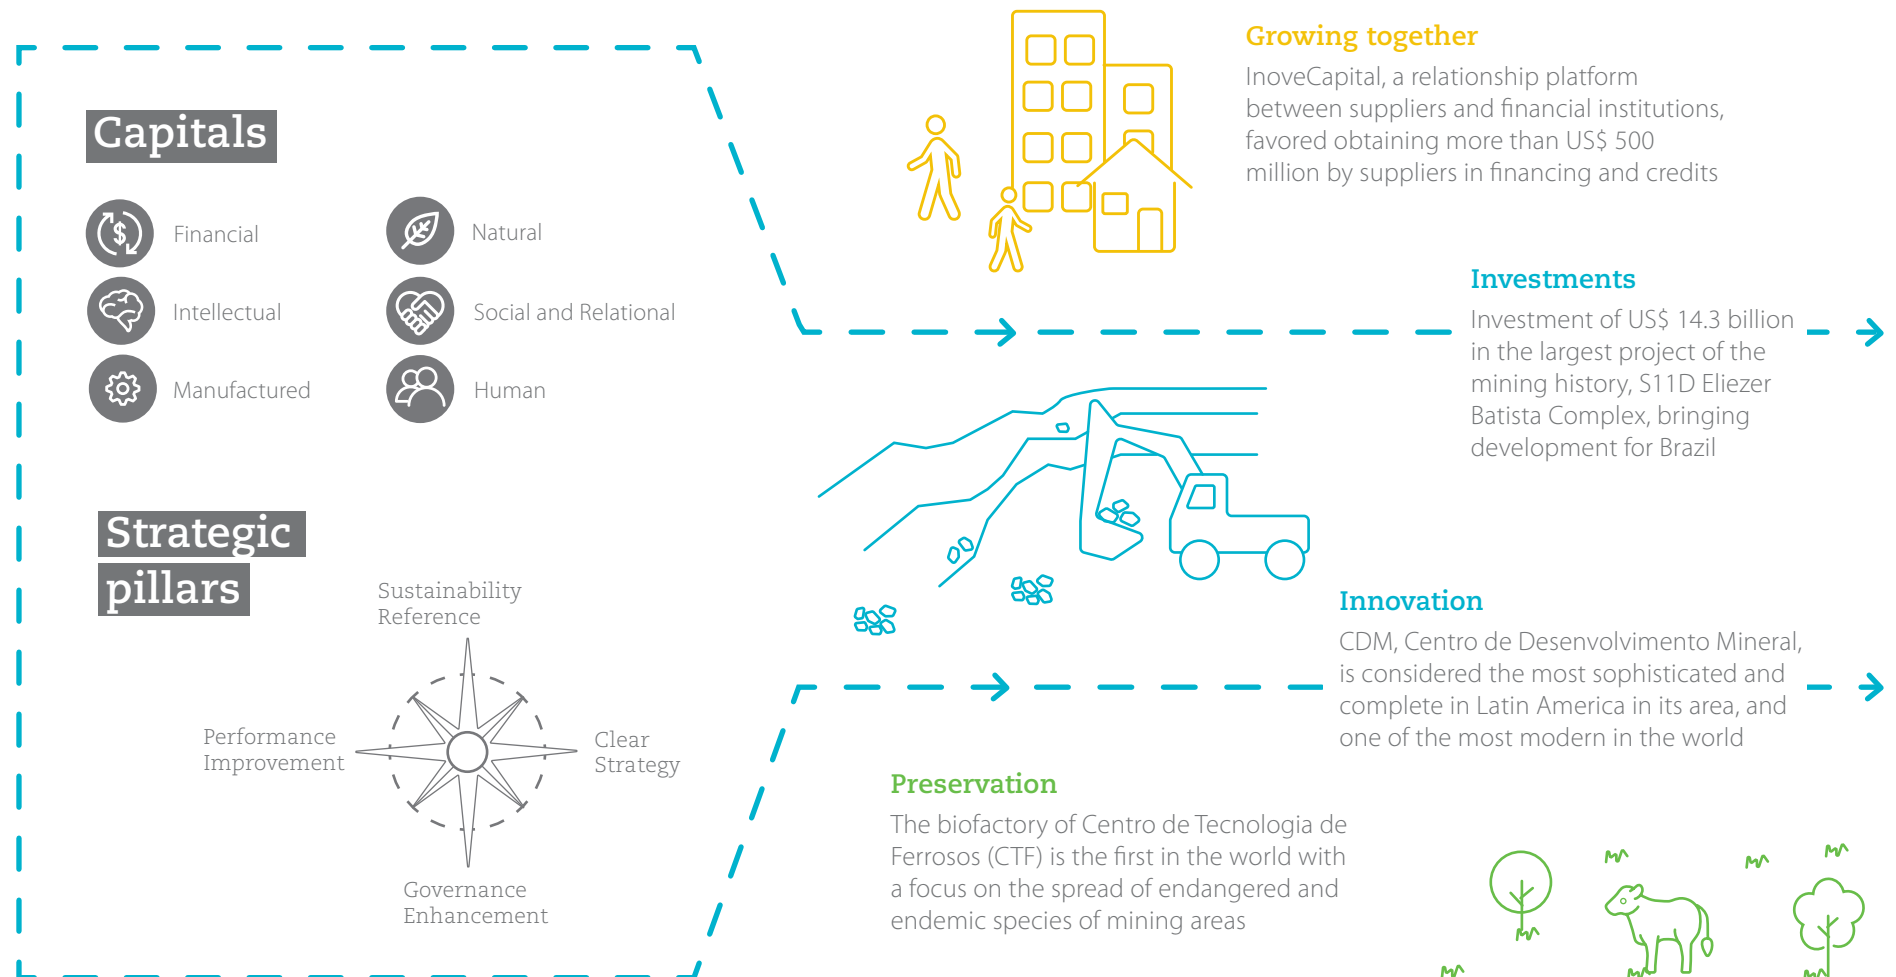 Capitals
Financial
Natural
Intellectual
Social and Relational
Manufactured
Human
Strategic
pillars
Sustainability
Reference
Performance
Improvement
Clear
Strategy
Governance
Enhancement
Growing together
InoveCapital, a relationship platform
between suppliers and financial institutions,
favored obtaining more than US$ 500
million by suppliers in financing and credits
Investments
Investment of US$ 14.3 billion
in the largest project of the
mining history, S11D Eliezer
Batista Complex, bringing
development for Brazil
Innovation
CDM, Centro de Desenvolvimento Mineral,
is considered the most sophisticated and
complete in Latin America in its area, and
one of the most modern in the world
Preservation
The biofactory of Centro de Tecnologia de
Ferrosos (CTF) is the first in the world with
a focus on the spread of endangered and
endemic species of mining areas